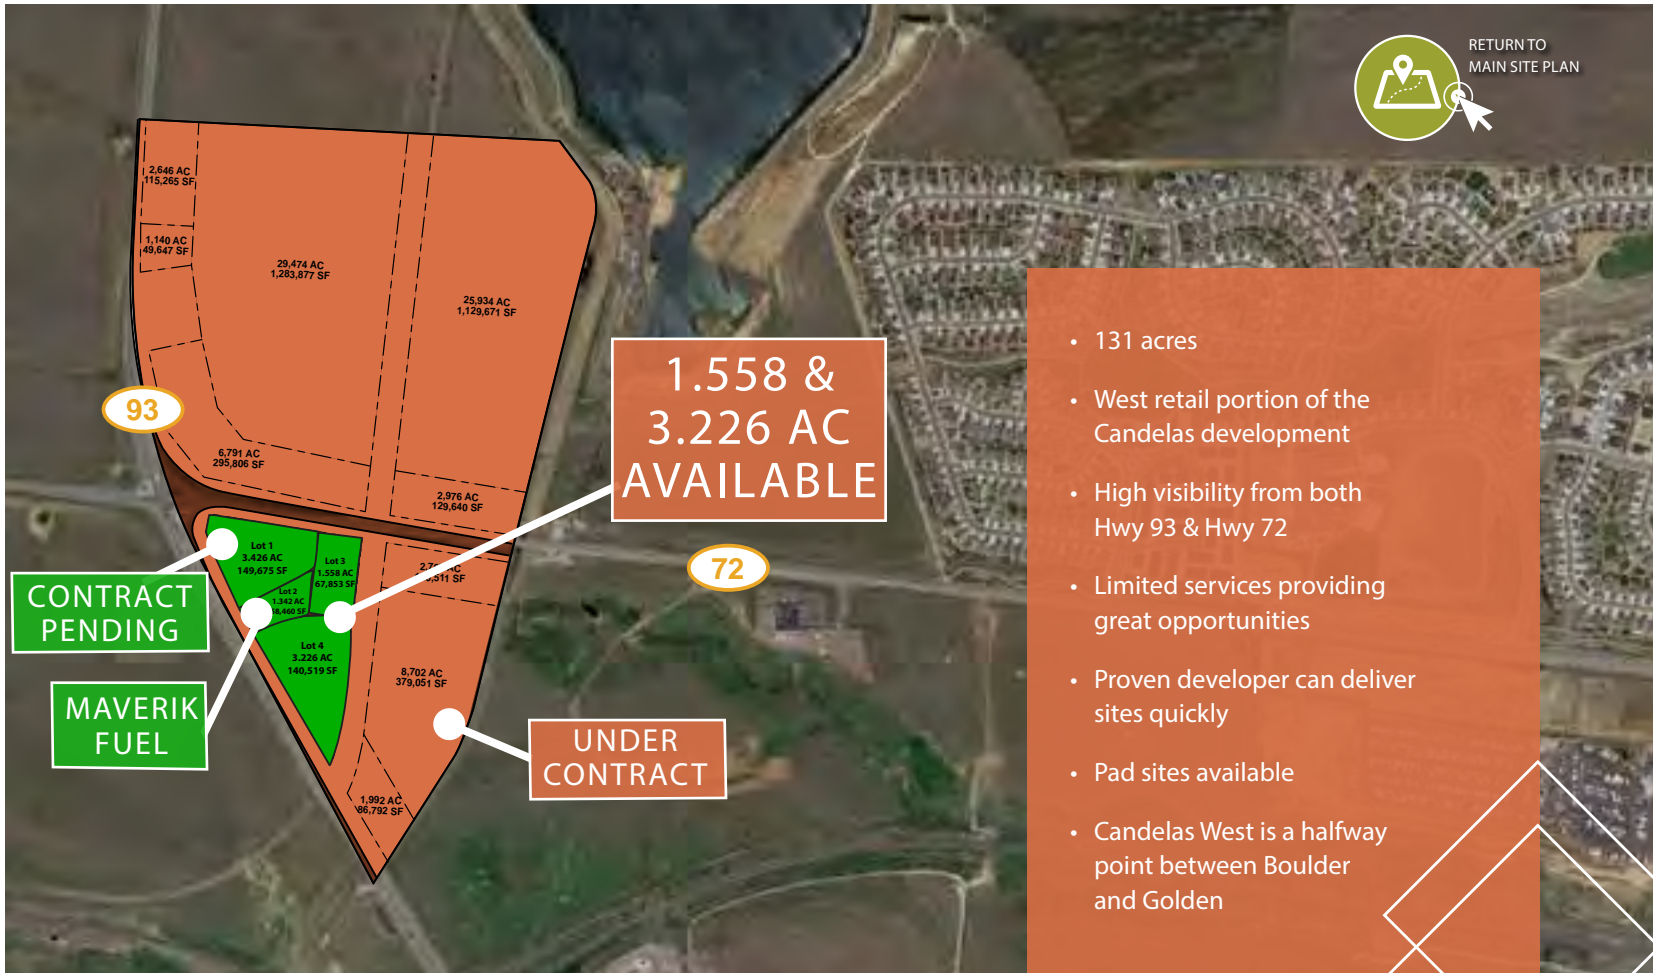 RETURN TO
MAIN SITE PLAN
2,646 AC
115,265 SF
1,140 AC
49,647 SF
29,474 AC
1,283,877 SF
25,934 AC
1,129,671 SF
93
6,791 AC
295,806 SF
2,976 AC
129,640 SF
1.558 &
3.226 AC
AVAILABLE
72
Lot 1
3.426 AC
149,675 SF
Lot 3
1.558 AC
67,853 SF
Lot 2
1.342 AC
58,460 SF
Lot 4
3.226 AC
140,519 SF
8,702 AC
379,051 SF
1,992 AC
86,792 SF
CONTRACT
PENDING
MAVERIK
FUEL
UNDER
CONTRACT
• 131 acres
• West retail portion of the
Candelas development
• High visibility from both
Hwy 93 & Hwy 72
• Limited services providing
great opportunities
• Proven developer can deliver
sites quickly
• Pad sites available
• Candelas West is a halfway
point between Boulder
and Golden